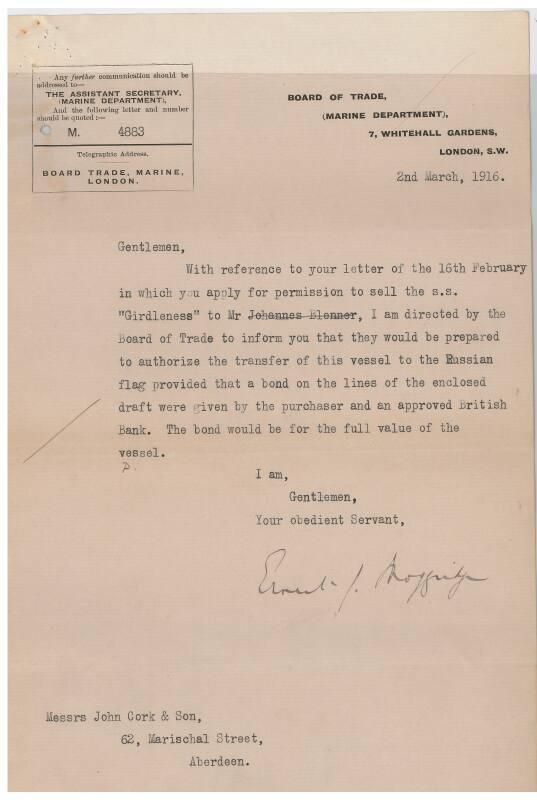 Any further communication should be
addressed to—
THE ASSISTANT SECRETARY,
(MARINE DEPARTMENT),
And the following letter and number
should be quoted :—
M. 4883
Telegraphic Address.
BOARD TRADE, MARINE,
LONDON.
BOARD OF TRADE,
(MARINE DEPARTMENT),
7, WHITEHALL GARDENS,
LONDON, S.W.
2nd March, 1916.
Gentlemen,
With reference to your letter of the 16th February
in which you apply for permission to sell the s.s.
"Girdleness" to Mr Johannes Blenner, I am directed by the
Board of Trade to inform you that they would be prepared
to authorize the transfer of this vessel to the Russian
flag provided that a bond on the lines of the enclosed
draft were given by the purchaser and an approved British
Bank. The bond would be for the full value of the
vessel.
I am,
Gentlemen,
Your obedient Servant,
Ernest J. Moggridge
Messrs John Cork & Son,
62, Marischal Street,
Aberdeen.